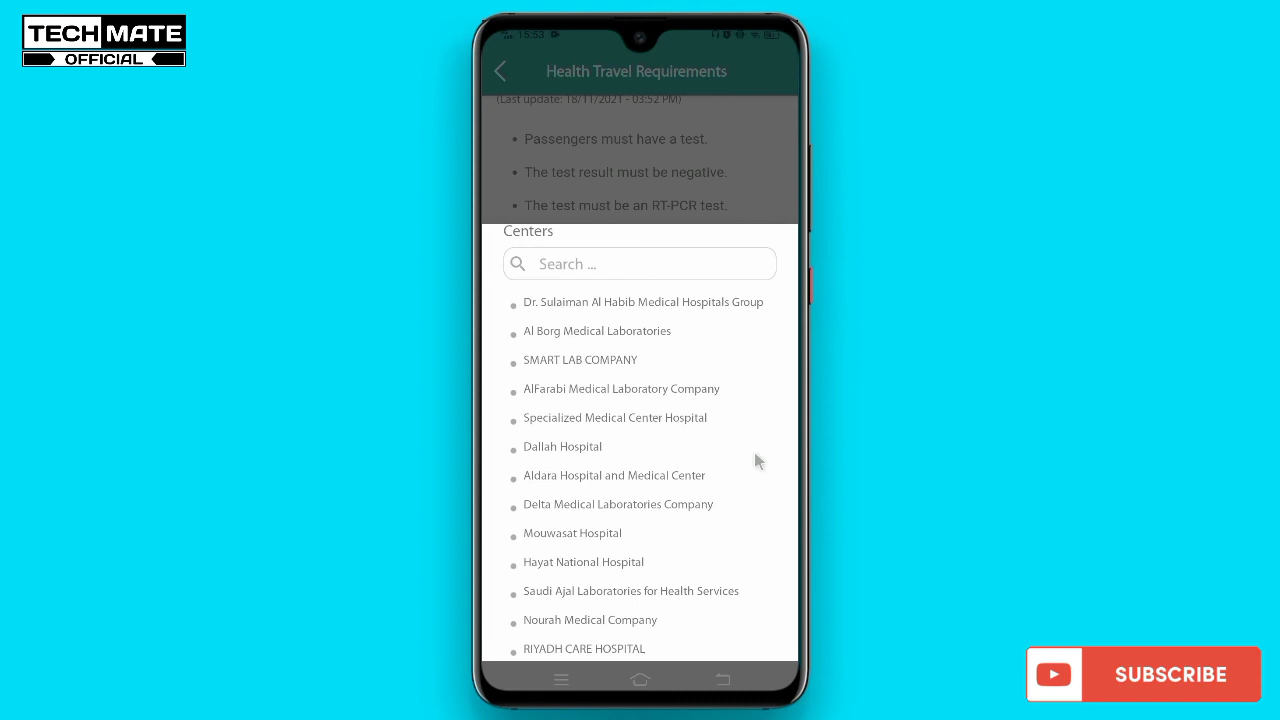 TECH MATE
OFFICIAL
15:53
Health Travel Requirements
(Last update: 18/11/2021 - 03:52 PM)
• Passengers must have a test.
• The test result must be negative.
• The test must be an RT-PCR test.
Centers
Search ...
• Dr. Sulaiman Al Habib Medical Hospitals Group
• Al Borg Medical Laboratories
• SMART LAB COMPANY
• AlFarabi Medical Laboratory Company
• Specialized Medical Center Hospital
• Dallah Hospital
• Aldara Hospital and Medical Center
• Delta Medical Laboratories Company
• Mouwasat Hospital
• Hayat National Hospital
• Saudi Ajal Laboratories for Health Services
• Nourah Medical Company
• RIYADH CARE HOSPITAL
SUBSCRIBE